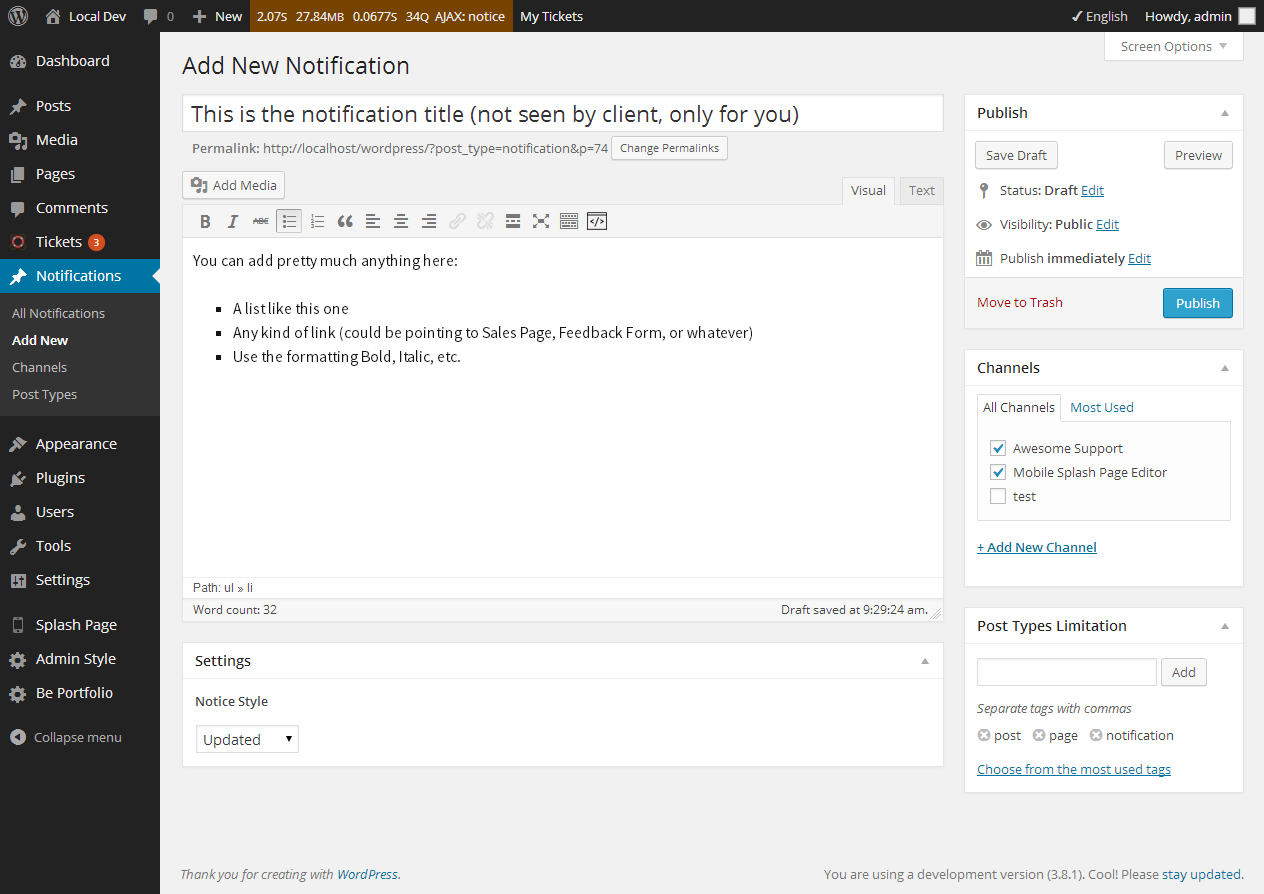 Local Dev 0 New 2.07S 27.84MB 0.0677S 34Q AJAX: notice My Tickets English Howdy, admin
Screen Options
Dashboard
Posts
Media
Pages
Comments
Tickets 3
Notifications
All Notifications
Add New
Channels
Post Types
Appearance
Plugins
Users
Tools
Settings
Splash Page
Admin Style
Be Portfolio
Collapse menu
Add New Notification
This is the notification title (not seen by client, only for you)
Permalink: http://localhost/wordpress/?post_type=notification&p=74 Change Permalinks
Add Media
Visual Text
B I ABC
You can add pretty much anything here:
A list like this one
Any kind of link (could be pointing to Sales Page, Feedback Form, or whatever)
Use the formatting Bold, Italic, etc.
Path: ul » li
Word count: 32 Draft saved at 9:29:24 am.
Settings
Notice Style
Updated
Publish
Save Draft Preview
Status: Draft Edit
Visibility: Public Edit
Publish immediately Edit
Move to Trash Publish
Channels
All Channels Most Used
Awesome Support
Mobile Splash Page Editor
test
+ Add New Channel
Post Types Limitation
Add
Separate tags with commas
post page notification
Choose from the most used tags
Thank you for creating with WordPress.
You are using a development version (3.8.1). Cool! Please stay updated.